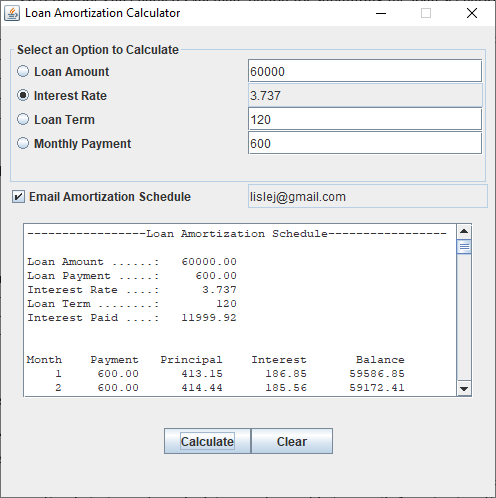 Loan Amortization Calculator
Select an Option to Calculate
Loan Amount 60000
Interest Rate 3.737
Loan Term 120
Monthly Payment 600
Email Amortization Schedule lislej@gmail.com
-----------------Loan Amortization Schedule-----------------
Loan Amount ......: 60000.00
Loan Payment .....: 600.00
Interest Rate ....: 3.737
Loan Term ........: 120
Interest Paid ....: 11999.92
Month Payment Principal Interest Balance
1 600.00 413.15 186.85 59586.85
2 600.00 414.44 185.56 59172.41
Calculate Clear